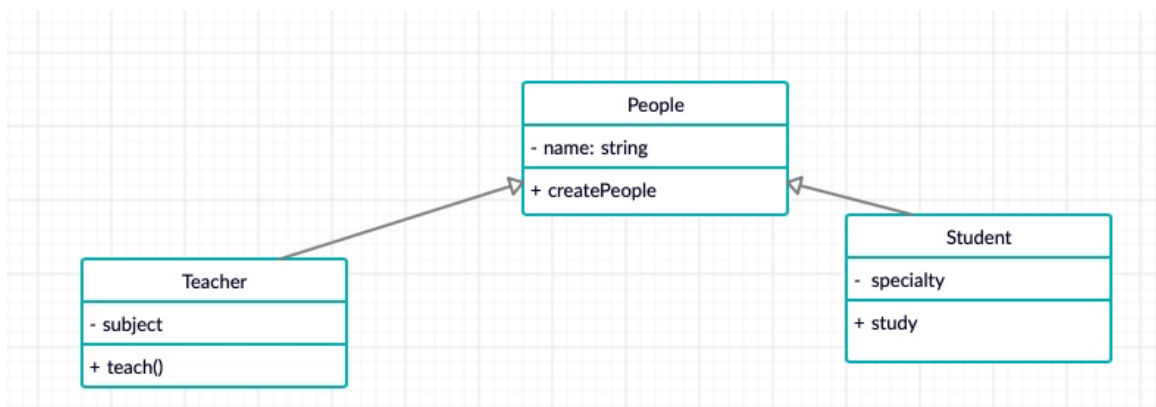 People
- name: string
+ createPeople
Teacher
- subject
+ teach()
Student
- specialty
+ study